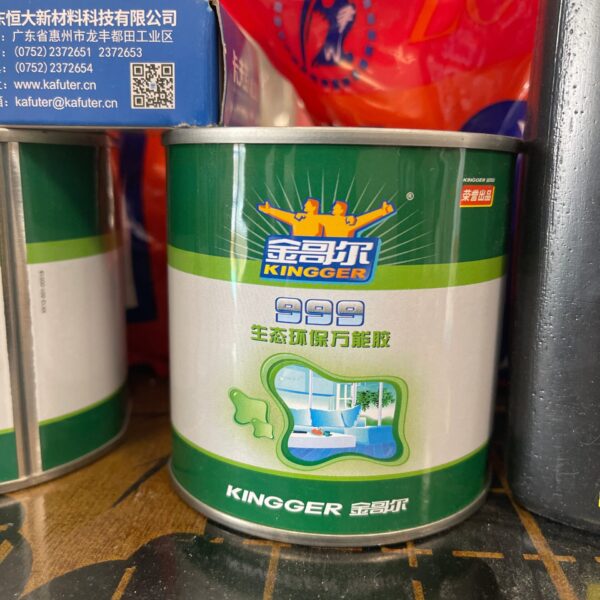 东恒大新材料科技有限公司
: 广东省惠州市龙丰都田工业区
: (0752) 2372651 2372653
: (0752) 2372654
: www.kafuter.cn
箱: kafuter@kafuter.cn
KINGGER
荣誉出品
®
金哥尔
KINGGER
999
生态环保万能胶
KINGGER 金哥尔